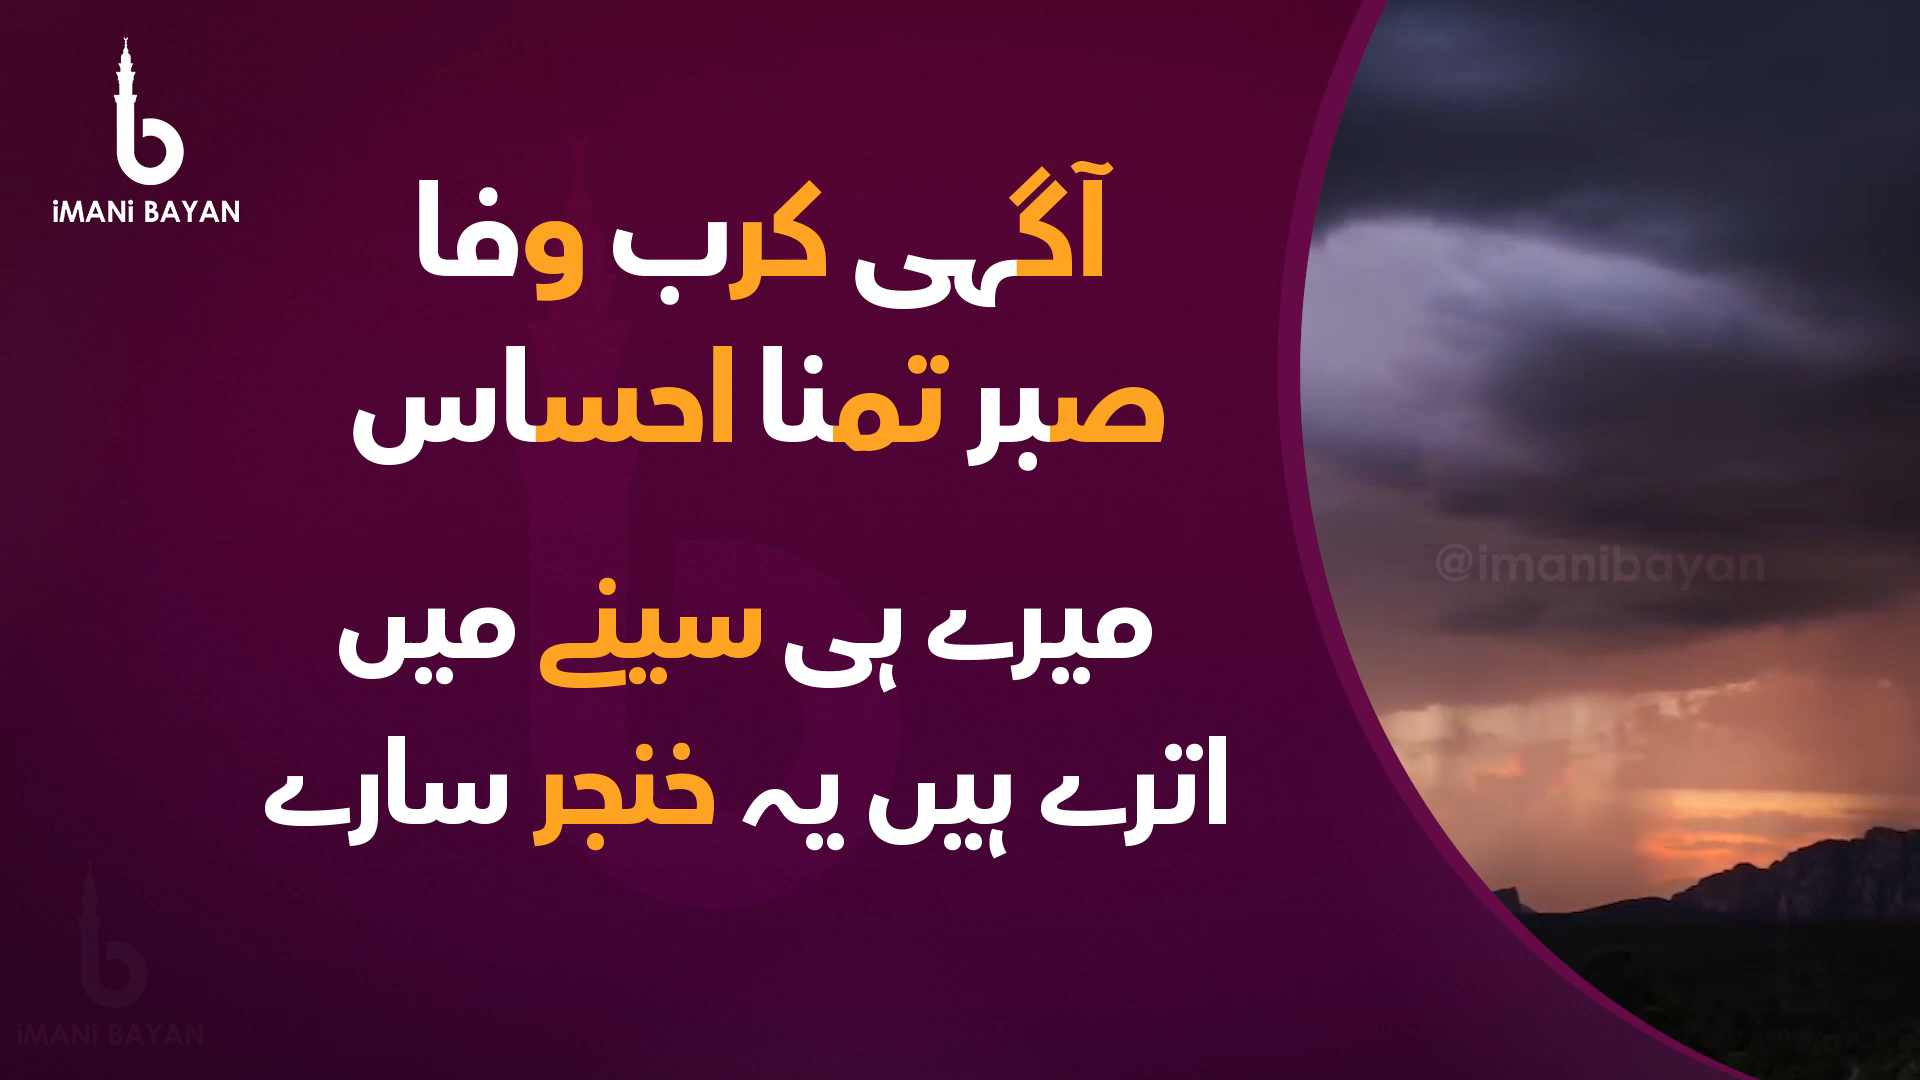 iMANi BAYAN
آگہی کرب وفا
صبر تمنا احساس
میرے ہی سینے میں
اترے ہیں یہ خنجر سارے
@imanibayan
iMANi BAYAN